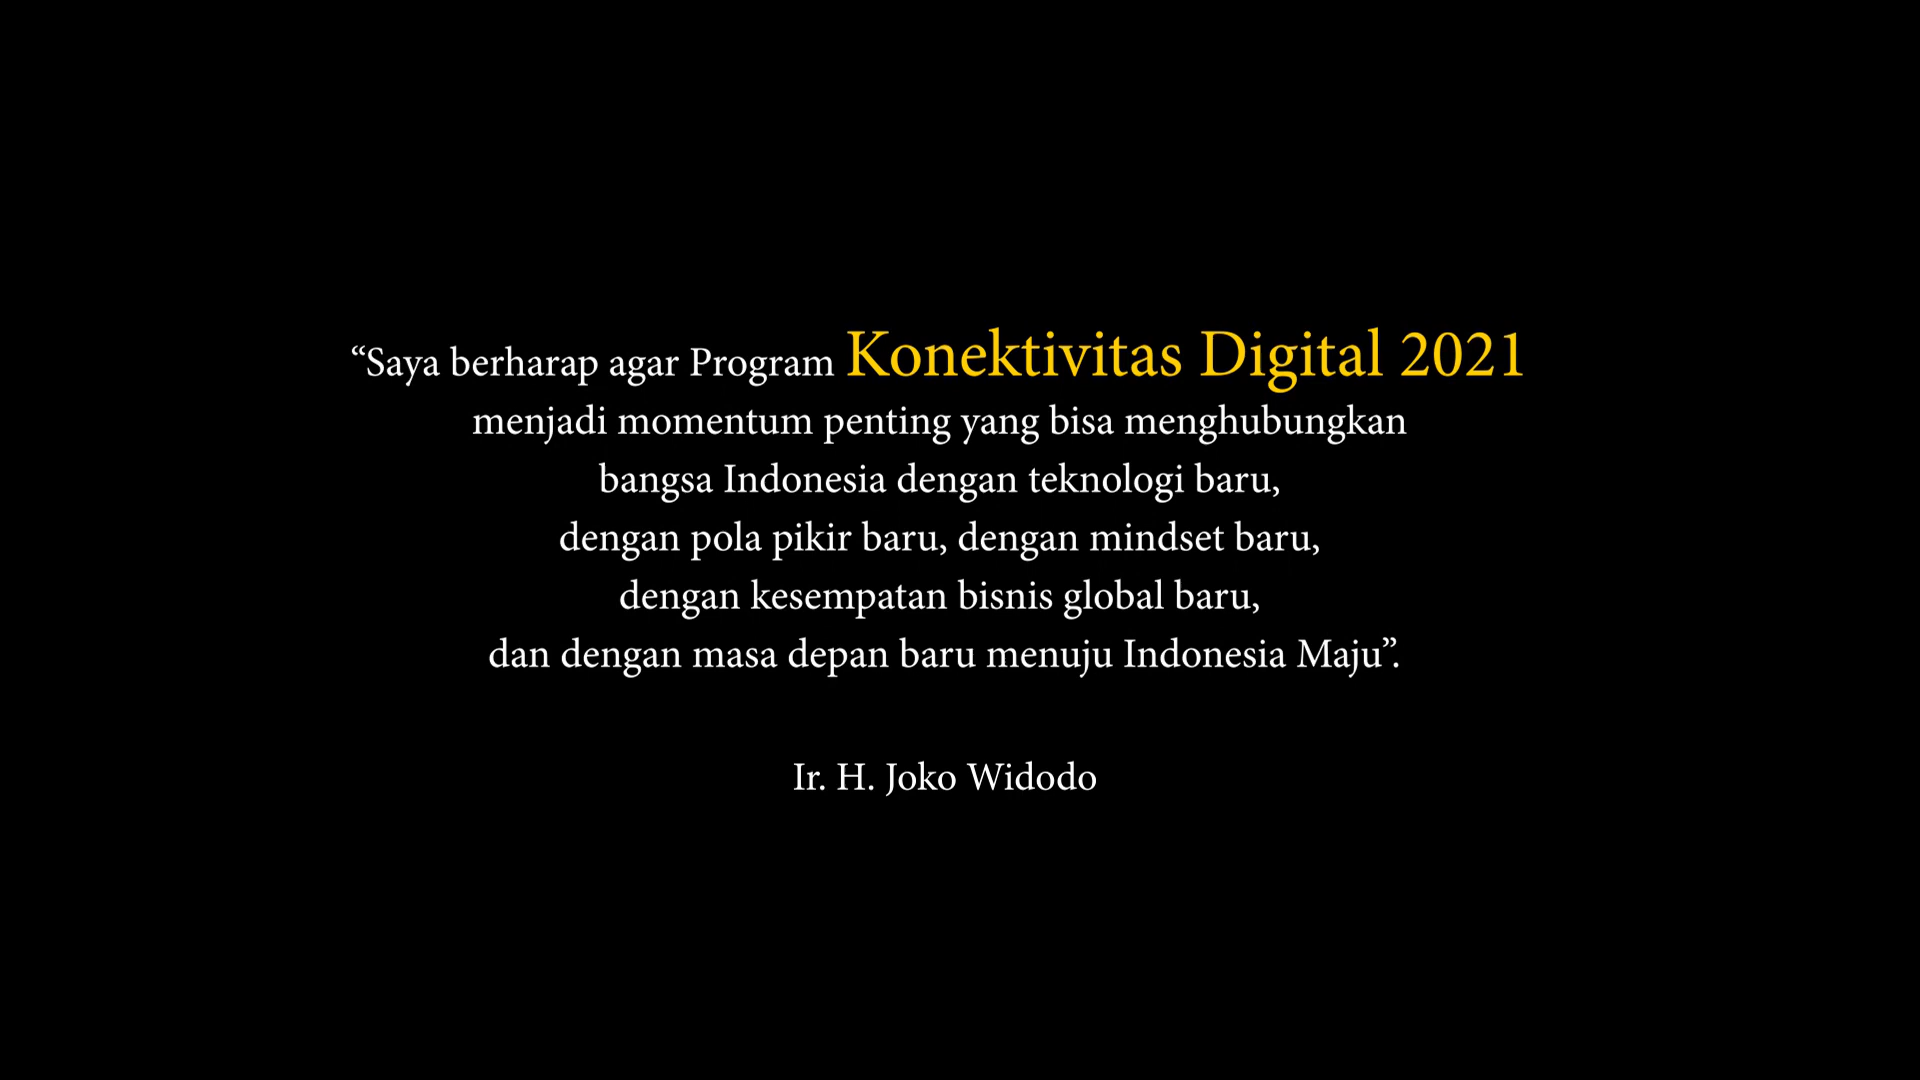 “Saya berharap agar Program Konektivitas Digital 2021
menjadi momentum penting yang bisa menghubungkan
bangsa Indonesia dengan teknologi baru,
dengan pola pikir baru, dengan mindset baru,
dengan kesempatan bisnis global baru,
dan dengan masa depan baru menuju Indonesia Maju”.
Ir. H. Joko Widodo